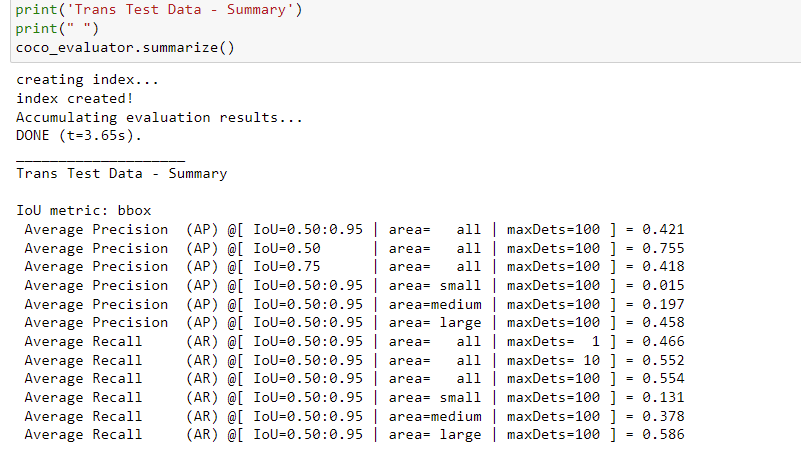 print('Trans Test Data - Summary')
print(" ")
coco_evaluator.summarize()
creating index...
index created!
Accumulating evaluation results...
DONE (t=3.65s).
____________________
Trans Test Data - Summary

IoU metric: bbox
 Average Precision  (AP) @[ IoU=0.50:0.95 | area=   all | maxDets=100 ] = 0.421
 Average Precision  (AP) @[ IoU=0.50      | area=   all | maxDets=100 ] = 0.755
 Average Precision  (AP) @[ IoU=0.75      | area=   all | maxDets=100 ] = 0.418
 Average Precision  (AP) @[ IoU=0.50:0.95 | area= small | maxDets=100 ] = 0.015
 Average Precision  (AP) @[ IoU=0.50:0.95 | area=medium | maxDets=100 ] = 0.197
 Average Precision  (AP) @[ IoU=0.50:0.95 | area= large | maxDets=100 ] = 0.458
 Average Recall     (AR) @[ IoU=0.50:0.95 | area=   all | maxDets=  1 ] = 0.466
 Average Recall     (AR) @[ IoU=0.50:0.95 | area=   all | maxDets= 10 ] = 0.552
 Average Recall     (AR) @[ IoU=0.50:0.95 | area=   all | maxDets=100 ] = 0.554
 Average Recall     (AR) @[ IoU=0.50:0.95 | area= small | maxDets=100 ] = 0.131
 Average Recall     (AR) @[ IoU=0.50:0.95 | area=medium | maxDets=100 ] = 0.378
 Average Recall     (AR) @[ IoU=0.50:0.95 | area= large | maxDets=100 ] = 0.586